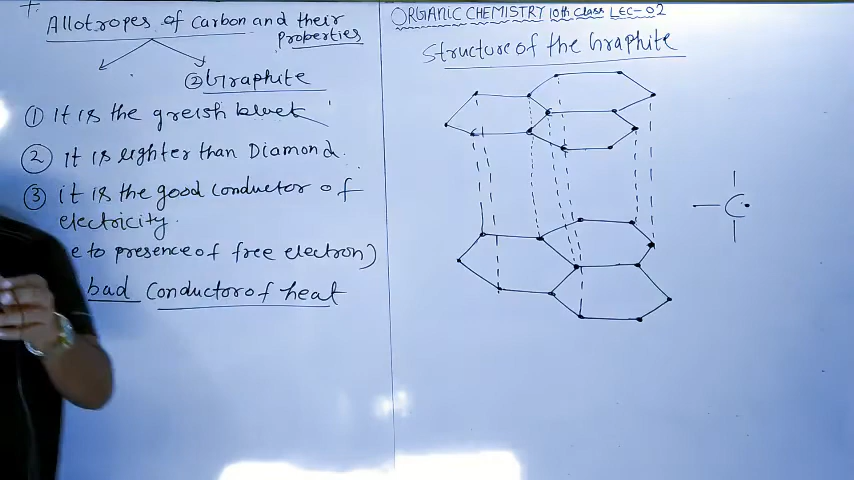 Allotropes of Carbon and their
Properties
② Graphite
① It is the greish
② It is lighter than Diamond.
③ it is the good conductor of
electricity.
e to presence of free electron)
bad Conductor of heat
ORGANIC CHEMISTRY 10th Class LEC-02
Structure of the Graphite
C